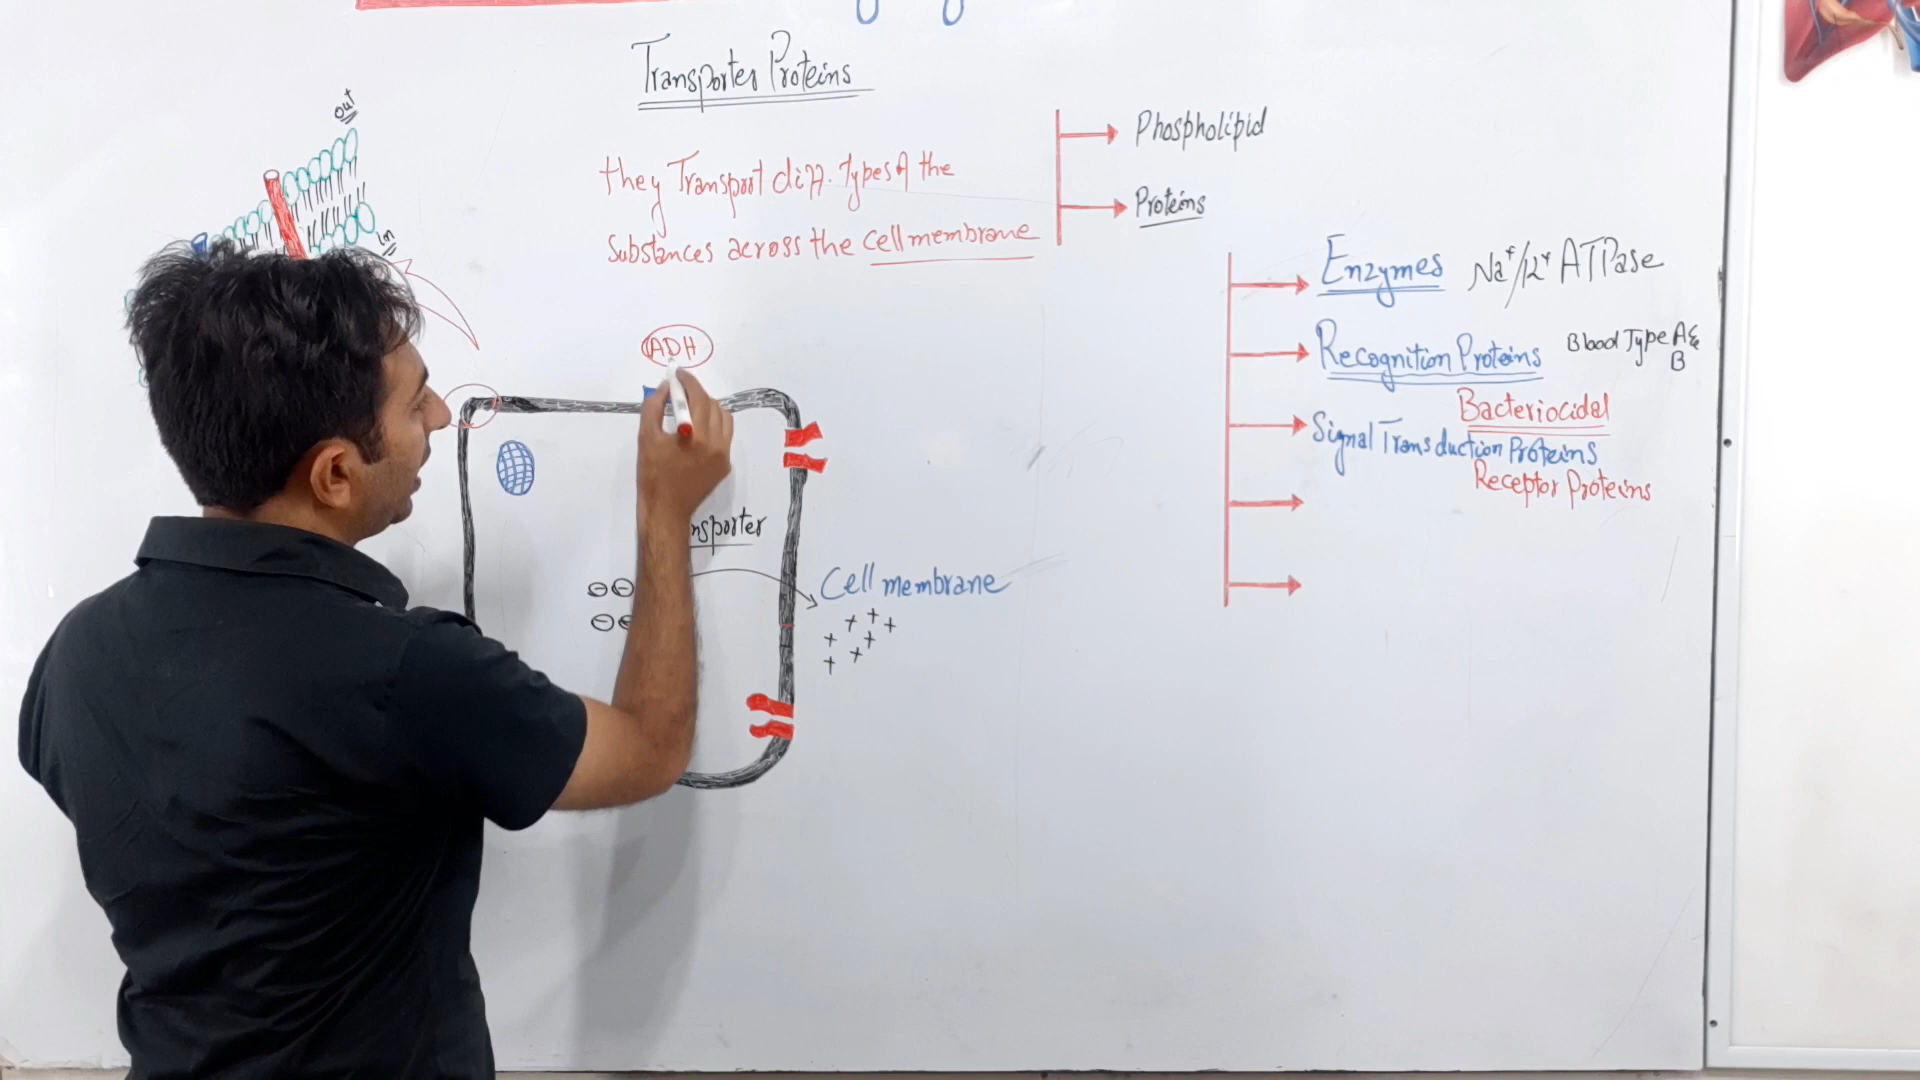 Transporter Proteins
out
in
they Transport diff. types of the
Substances across the Cell membrane
Phospholipid
Proteins
Enzymes Na+/K+ ATPase
Recognition Proteins Blood Type A &
B
Bacteriocidal
Signal Transduction Proteins
Receptor Proteins
ADH
nsporter
Cell membrane
+ + +
+ +
+ +